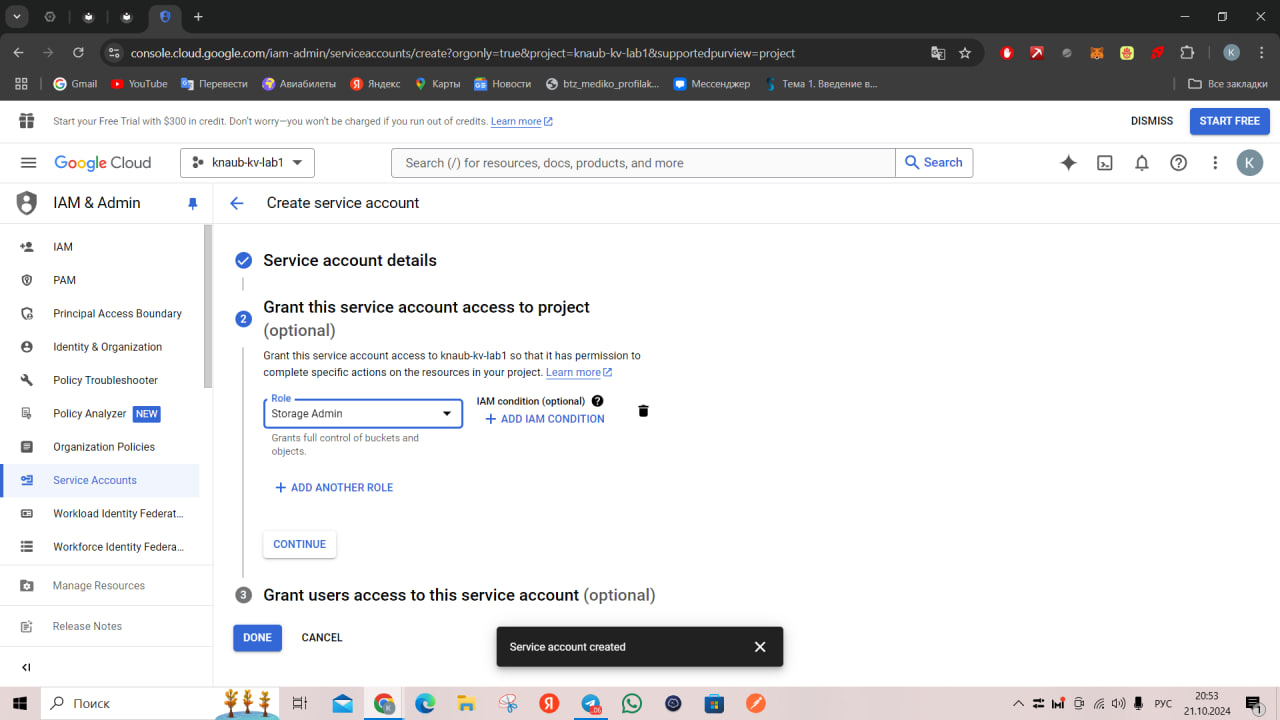 console.cloud.google.com/iam-admin/serviceaccounts/create?orgonly=true&project=knaub-kv-lab1&supportedpurview=project
K
Gmail YouTube Перевести Авиабилеты Яндекс Карты Новости btz_mediko_profilak... Мессенджер Тема 1. Введение в... Все закладки
Start your Free Trial with $300 in credit. Don't worry—you won't be charged if you run out of credits. Learn more
DISMISS START FREE
Google Cloud knaub-kv-lab1 Search (/) for resources, docs, products, and more Search K
IAM & Admin
Create service account
IAM
PAM
Principal Access Boundary
Identity & Organization
Policy Troubleshooter
Policy Analyzer NEW
Organization Policies
Service Accounts
Workload Identity Federat...
Workforce Identity Federa...
Manage Resources
Release Notes
Service account details
2 Grant this service account access to project
(optional)
Grant this service account access to knaub-kv-lab1 so that it has permission to
complete specific actions on the resources in your project. Learn more
Role
Storage Admin
Grants full control of buckets and
objects.
IAM condition (optional)
+ ADD IAM CONDITION
+ ADD ANOTHER ROLE
CONTINUE
3 Grant users access to this service account (optional)
DONE CANCEL
Service account created
Поиск
РУС
20:53
21.10.2024
1